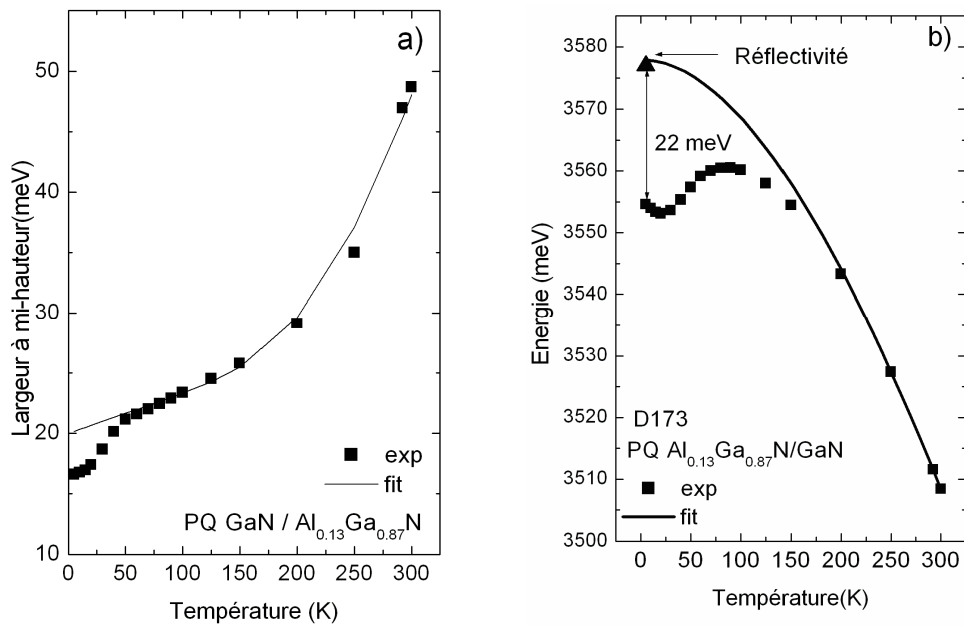 a)
50
40
30
20
10
Largeur à mi-hauteur(meV)
exp
fit
PQ GaN / Al0.13Ga0.87N
0 50 100 150 200 250 300
Température (K)
b)
3580
3570
3560
3550
3540
3530
3520
3510
3500
Energie (meV)
Réflectivité
22 meV
D173
PQ Al0.13Ga0.87N/GaN
exp
fit
0 50 100 150 200 250 300
Température(K)